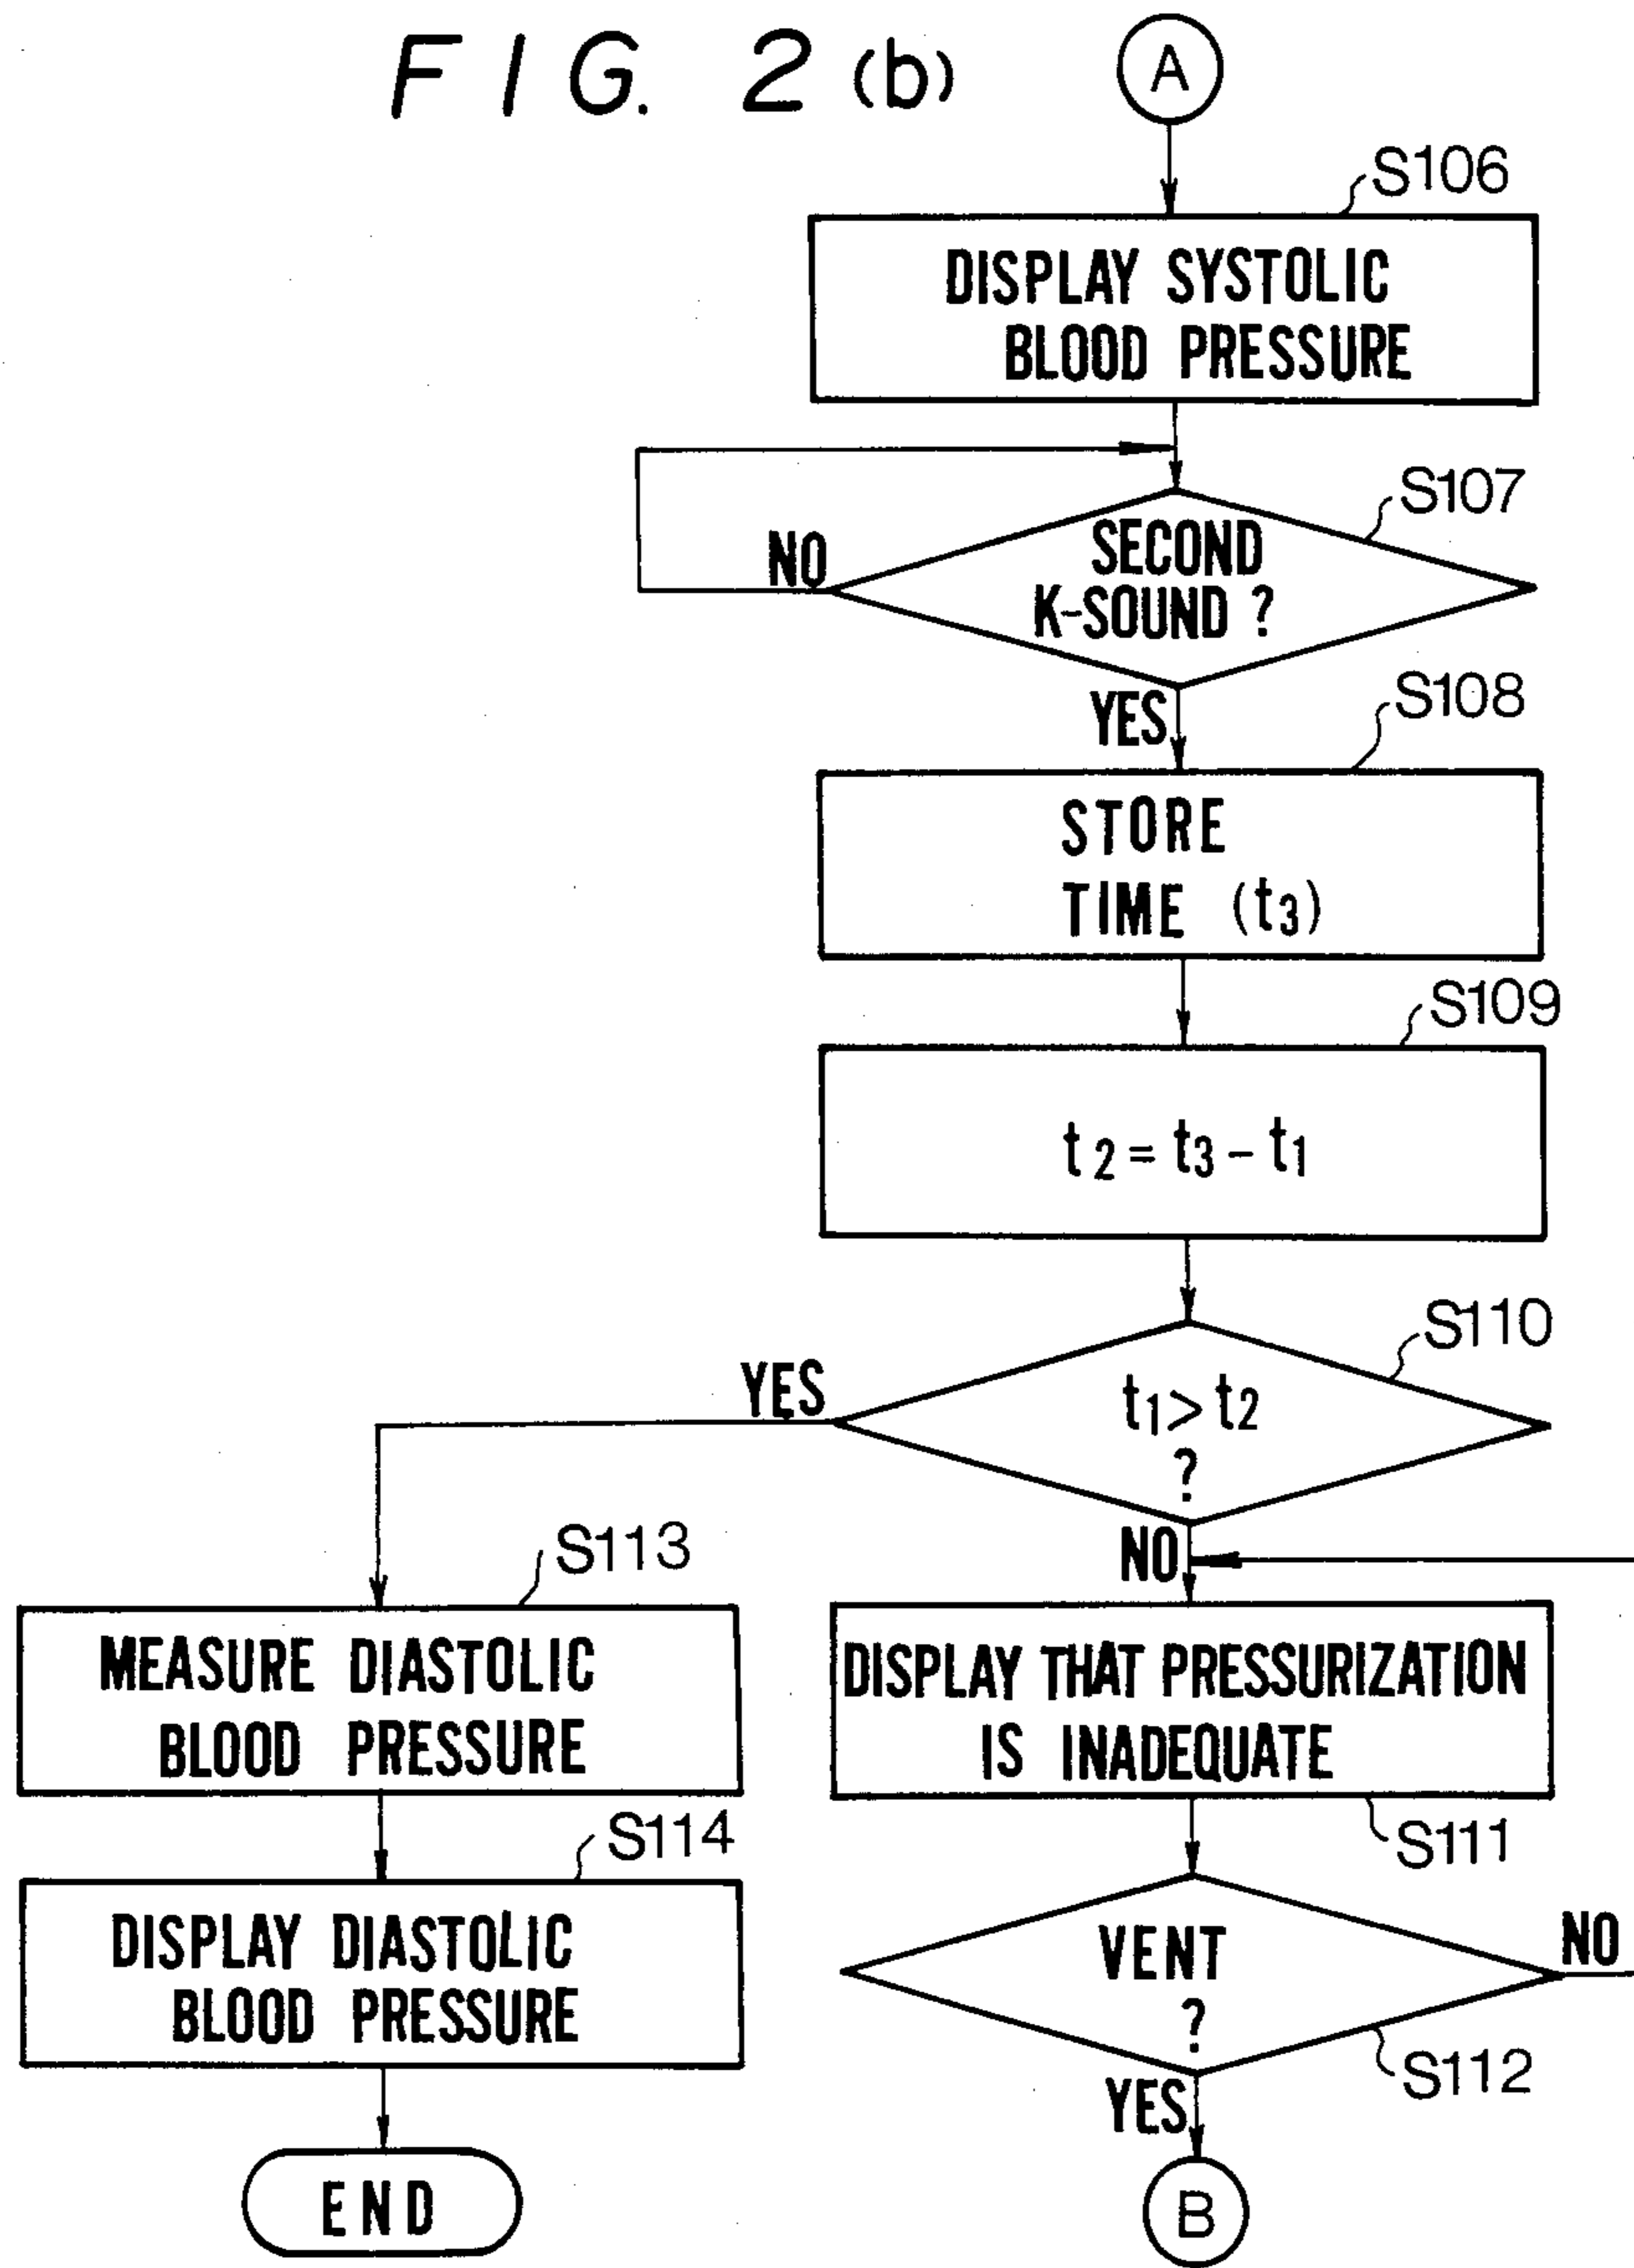 FIG. 2 (b)
A
S106
DISPLAY SYSTOLIC
BLOOD PRESSURE
S107
NO
SECOND
K-SOUND ?
YES
S108
STORE
TIME (t3)
S109
t2 = t3 - t1
S110
YES
t1 > t2
?
NO
S113
MEASURE DIASTOLIC
BLOOD PRESSURE
DISPLAY THAT PRESSURIZATION
IS INADEQUATE
S111
S114
DISPLAY DIASTOLIC
BLOOD PRESSURE
VENT
?
NO
S112
YES
END
B